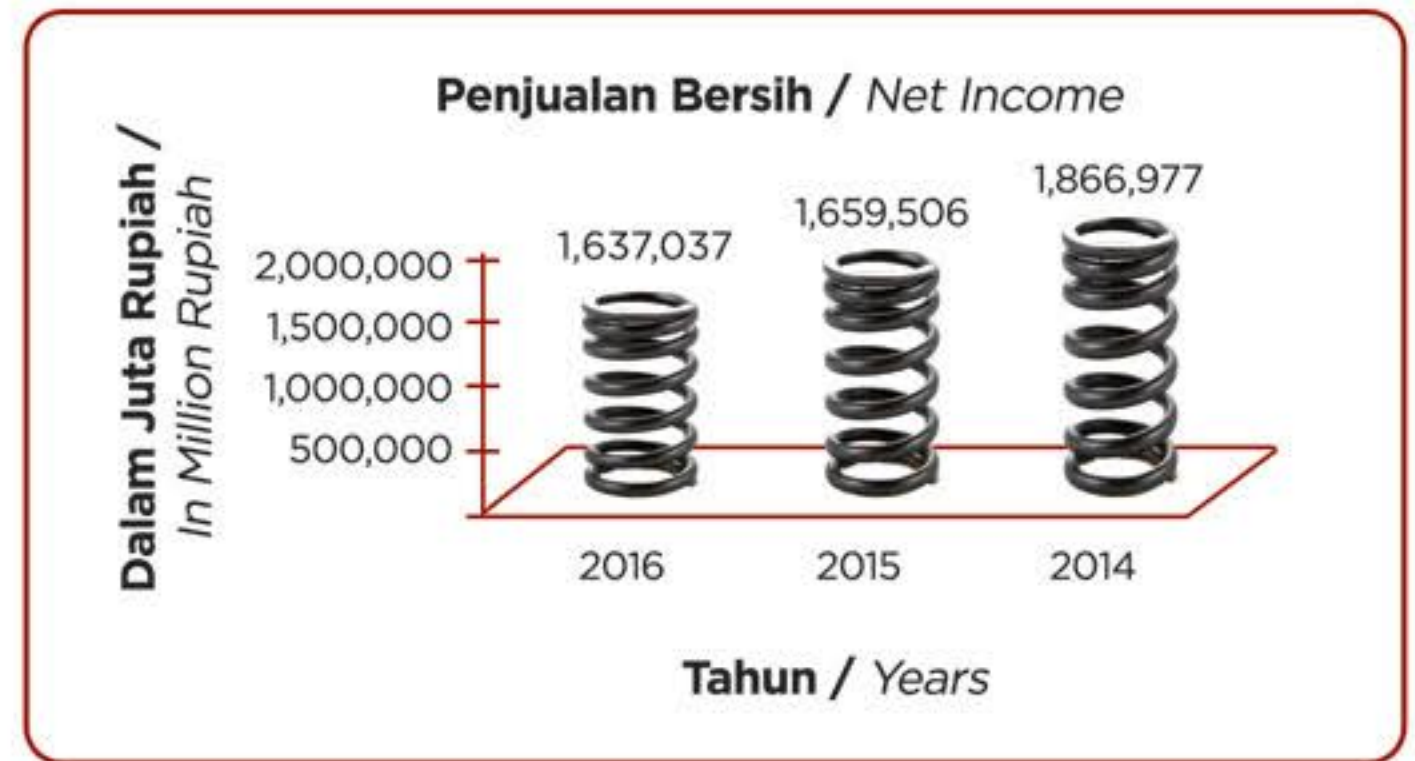 Penjualan Bersih / Net Income
Dalam Juta Rupiah /
In Million Rupiah
2,000,000
1,500,000
1,000,000
500,000
1,637,037
1,659,506
1,866,977
2016
2015
2014
Tahun / Years